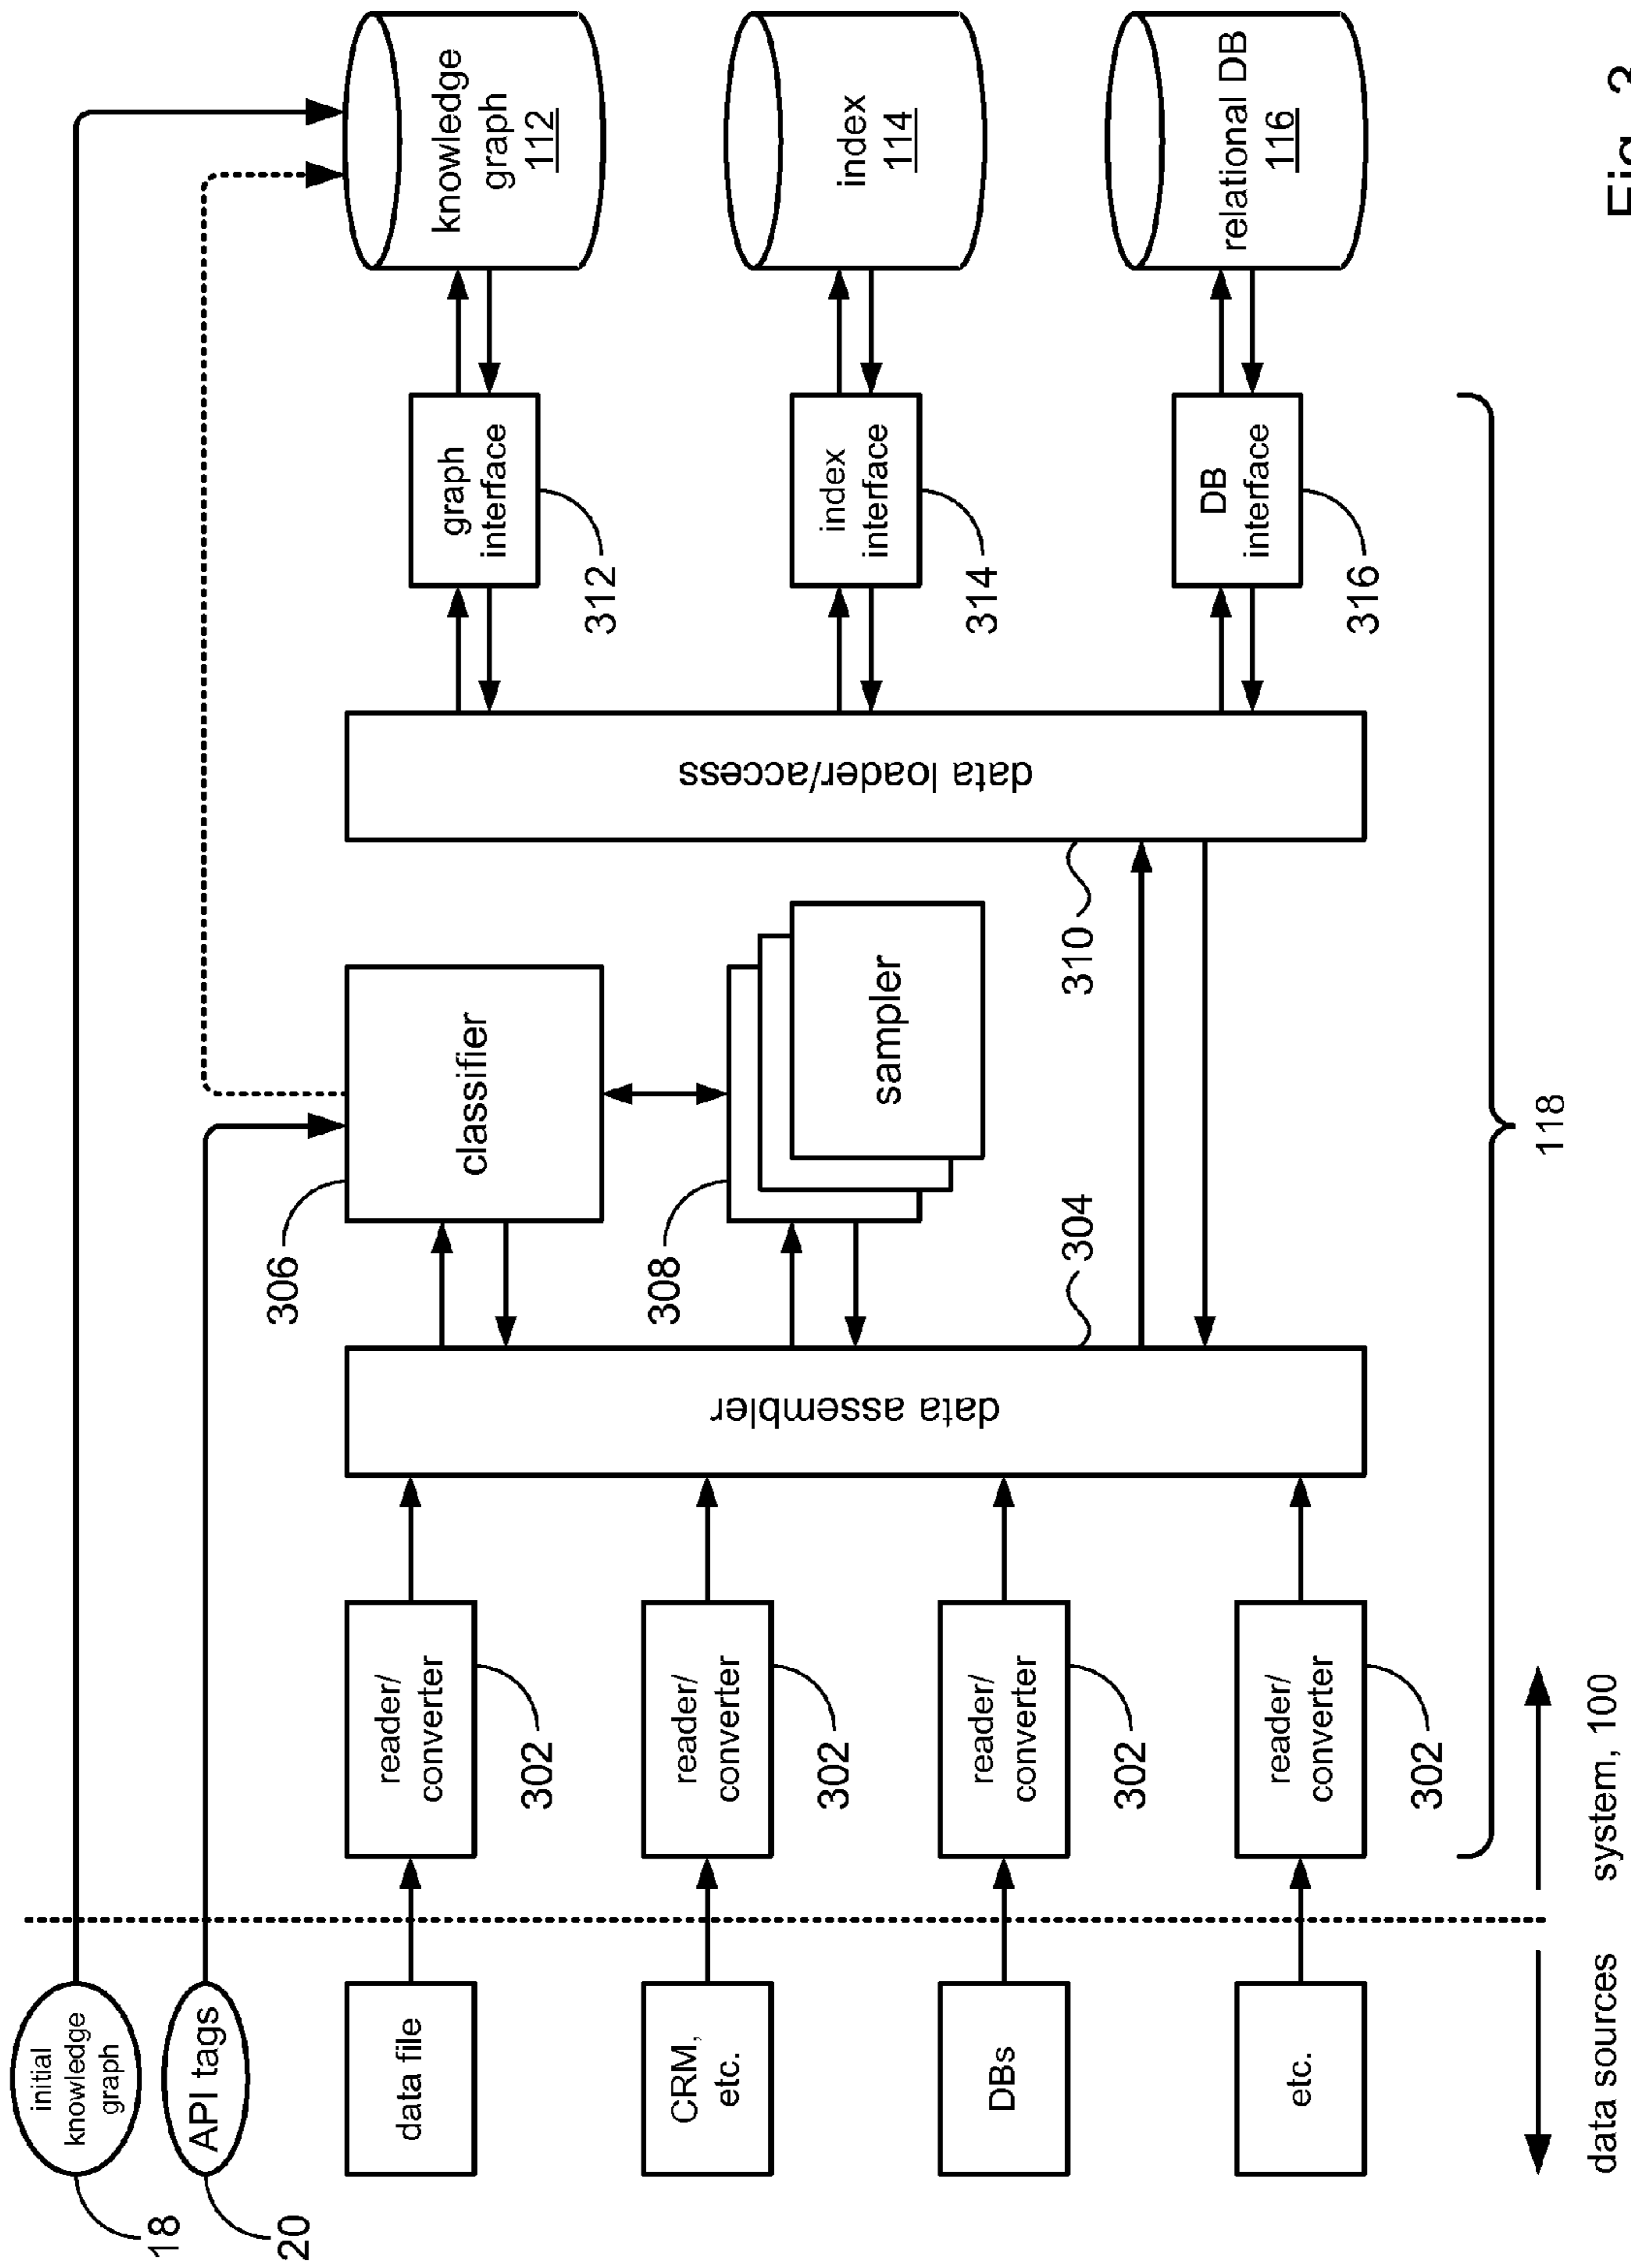 initial
knowledge
graph
18
API tags
20
data file
CRM,
etc.
DBs
etc.
reader/
converter
302
reader/
converter
302
reader/
converter
302
reader/
converter
302
data assembler
304
classifier
306
sampler
308
data loader/access
310
graph
interface
312
index
interface
314
DB
interface
316
knowledge
graph
112
index
114
relational DB
116
118
data sources
system, 100
Fig. 3